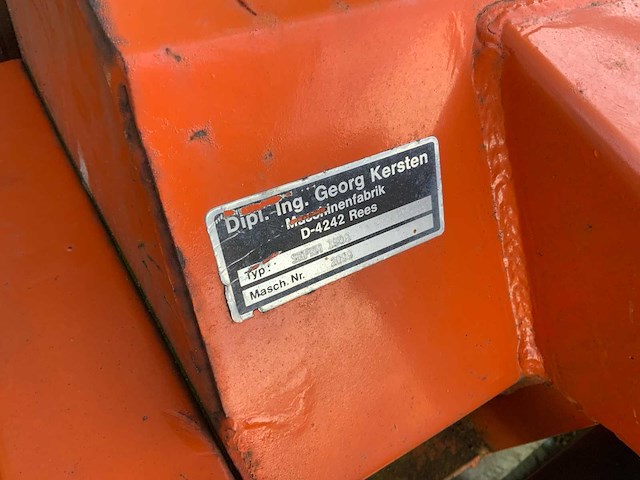 Dipl. Ing. Georg Kersten
Maschinenfabrik
D-4242 Rees
Typ:
Masch. Nr.